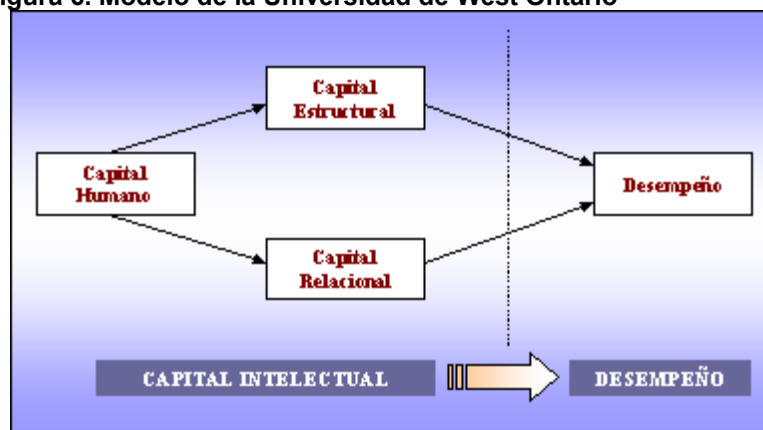 Modelo de la Universidad de West Ontario
Capital
Estructural
Capital
Humano
Desempeño
Capital
Relacional
CAPITAL INTELECTUAL
DESEMPEÑO